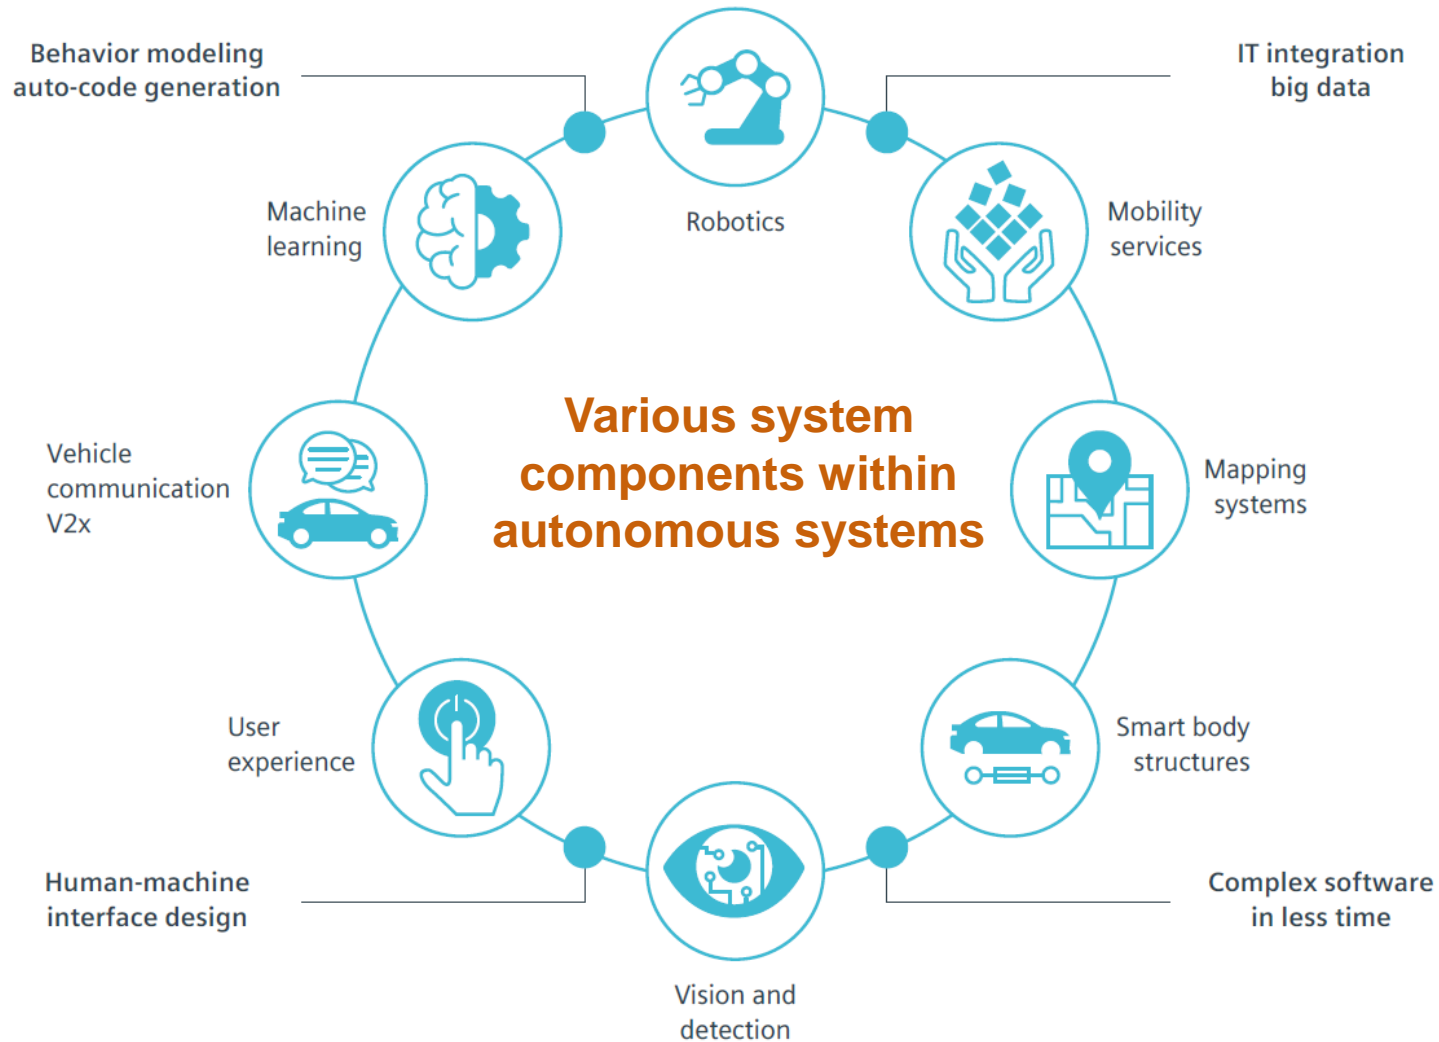 Behavior modeling
auto-code generation
IT integration
big data
Machine
learning
Robotics
Mobility
services
Various system
components within
autonomous systems
Vehicle
communication
V2x
Mapping
systems
User
experience
Smart body
structures
Human-machine
interface design
Complex software
in less time
Vision and
detection